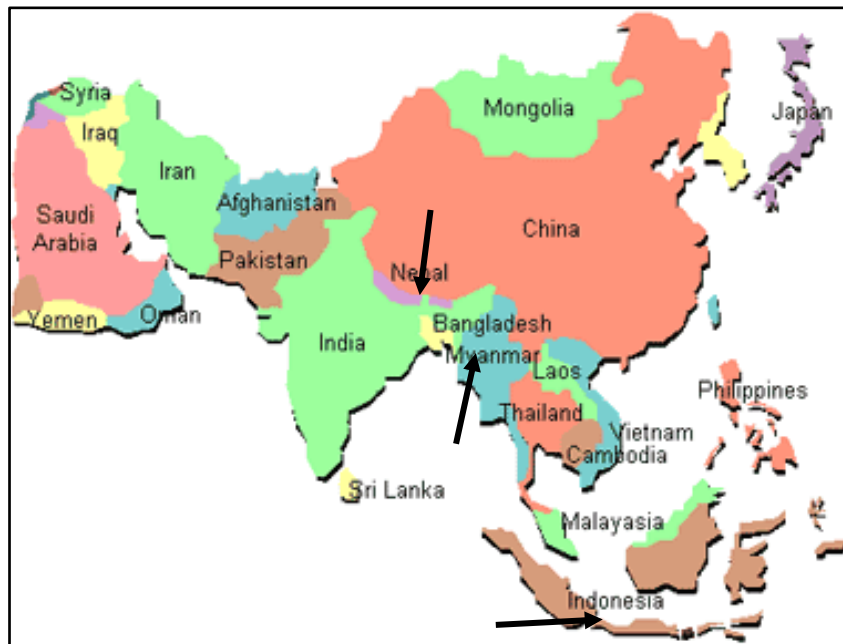 Syria
Mongolia
Japan
Iraq
Iran
Afghanistan
Saudi
Arabia
China
Pakistan
Nepal
Yemen
Oman
India
Bangladesh
Myanmar
Laos
Philippines
Thailand
Vietnam
Cambodia
Sri Lanka
Malayasia
Indonesia